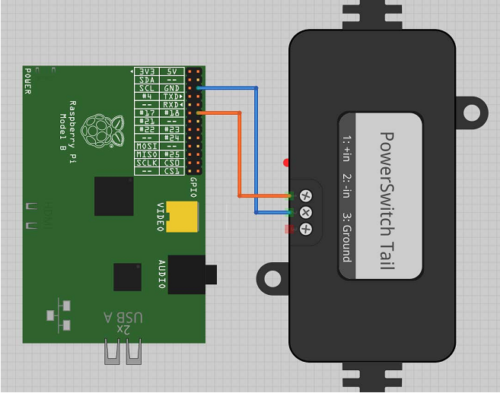 POWER
Raspberry Pi
Model B
3V3 5V
SDA --
SCL GND
#4 TXD
-- RXD
#17 #18
#21 --
#22 #23
-- #24
MOSI --
MISO #25
SCLK CS0
-- CS1
GPIO
VIDEO
AUDIO
2x
USB A
PowerSwitch Tail
1: +in 2: -in 3: Ground